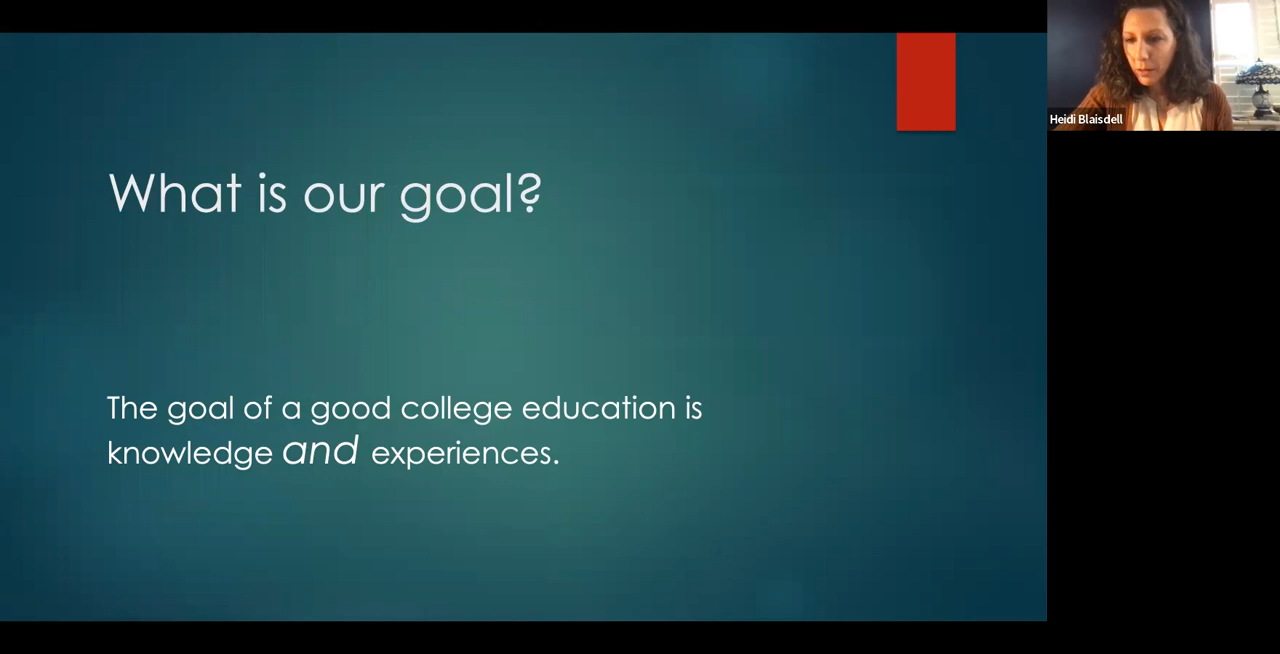 What is our goal?
The goal of a good college education is
knowledge and experiences.
Heidi Blaisdell